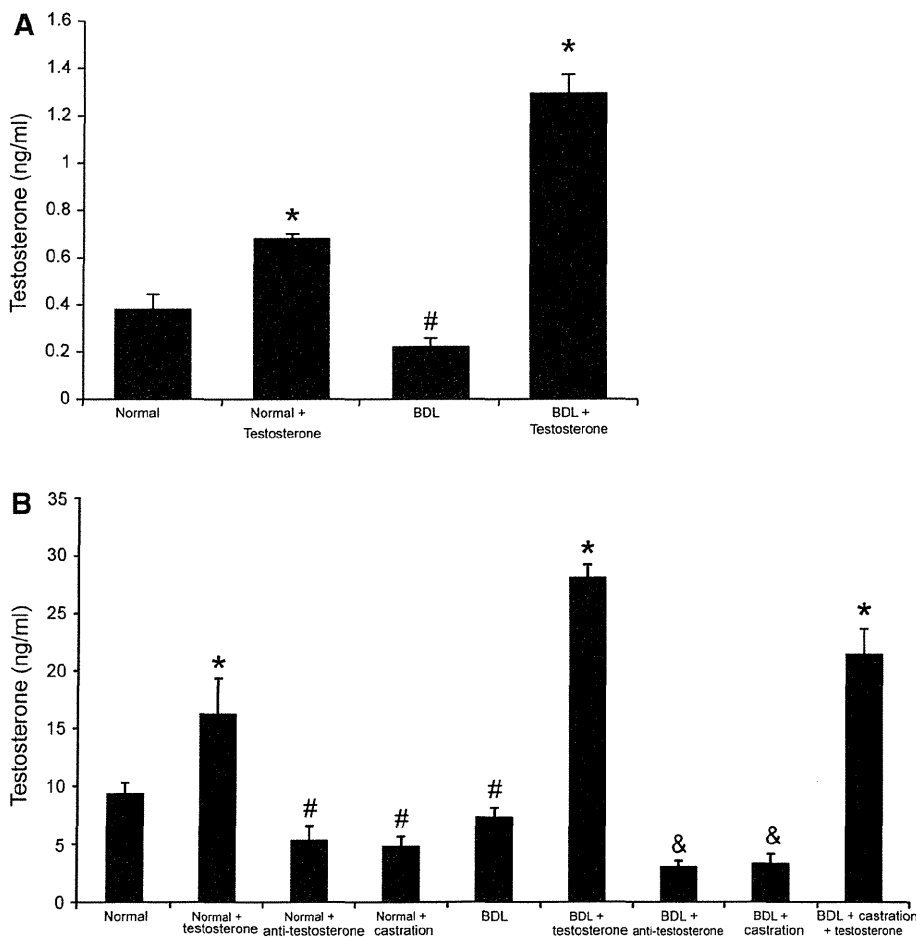 A
Testosterone (ng/ml)
1.6
1.4
1.2
1
0.8
0.6
0.4
0.2
0
*
#
*
Normal
Normal +
Testosterone
BDL
BDL +
Testosterone
B
Testosterone (ng/ml)
35
30
25
20
15
10
5
0
*
#
#
#
*
&
&
*
Normal
Normal +
testosterone
Normal +
anti-testosterone
Normal +
castration
BDL
BDL +
testosterone
BDL +
anti-testosterone
BDL +
castration
BDL + castration
+ testosterone